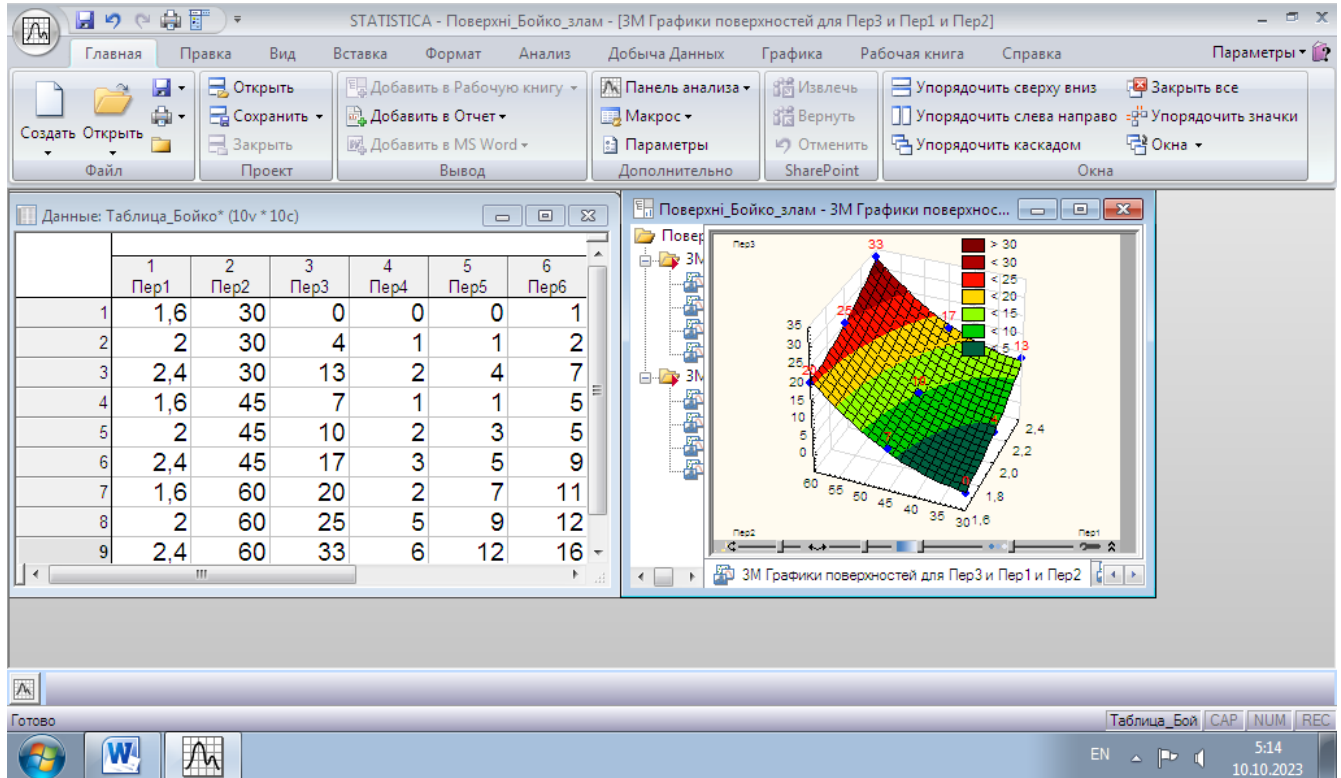 STATISTICA - Поверхні_Бойко_злам - [3М Графики поверхностей для Пер3 и Пер1 и Пер2]
Главная Правка Вид Вставка Формат Анализ Добыча Данных Графика Рабочая книга Справка Параметры
Открыть Добавить в Рабочую книгу Панель анализа Извлечь Упорядочить сверху вниз Закрыть все
Создать Открыть Сохранить Добавить в Отчет Макрос Вернуть Упорядочить слева направо Упорядочить значки
Закрыть Добавить в MS Word Параметры Отменить Упорядочить каскадом Окна
Файл Проект Вывод Дополнительно SharePoint Окна
Данные: Таблица_Бойко* (10v * 10c)
1 2 3 4 5 6
Пер1 Пер2 Пер3 Пер4 Пер5 Пер6
1 1,6 30 0 0 0 1
2 2 30 4 1 1 2
3 2,4 30 13 2 4 7
4 1,6 45 7 1 1 5
5 2 45 10 2 3 5
6 2,4 45 17 3 5 9
7 1,6 60 20 2 7 11
8 2 60 25 5 9 12
9 2,4 60 33 6 12 16
Поверхні_Бойко_злам - 3М Графики поверхнос...
Повер
3М
3М
Пер3
33
25
17
13
20
7
> 30
< 30
< 25
< 20
< 15
< 10
< 5
35
30
25
20
15
10
5
0
60 55 50 45 40 35 30
1,6 1,8 2,0 2,2 2,4
Пер2 Пер1
3М Графики поверхностей для Пер3 и Пер1 и Пер2
Готово Таблица_Бой CAP NUM REC
EN 5:14
10.10.2023